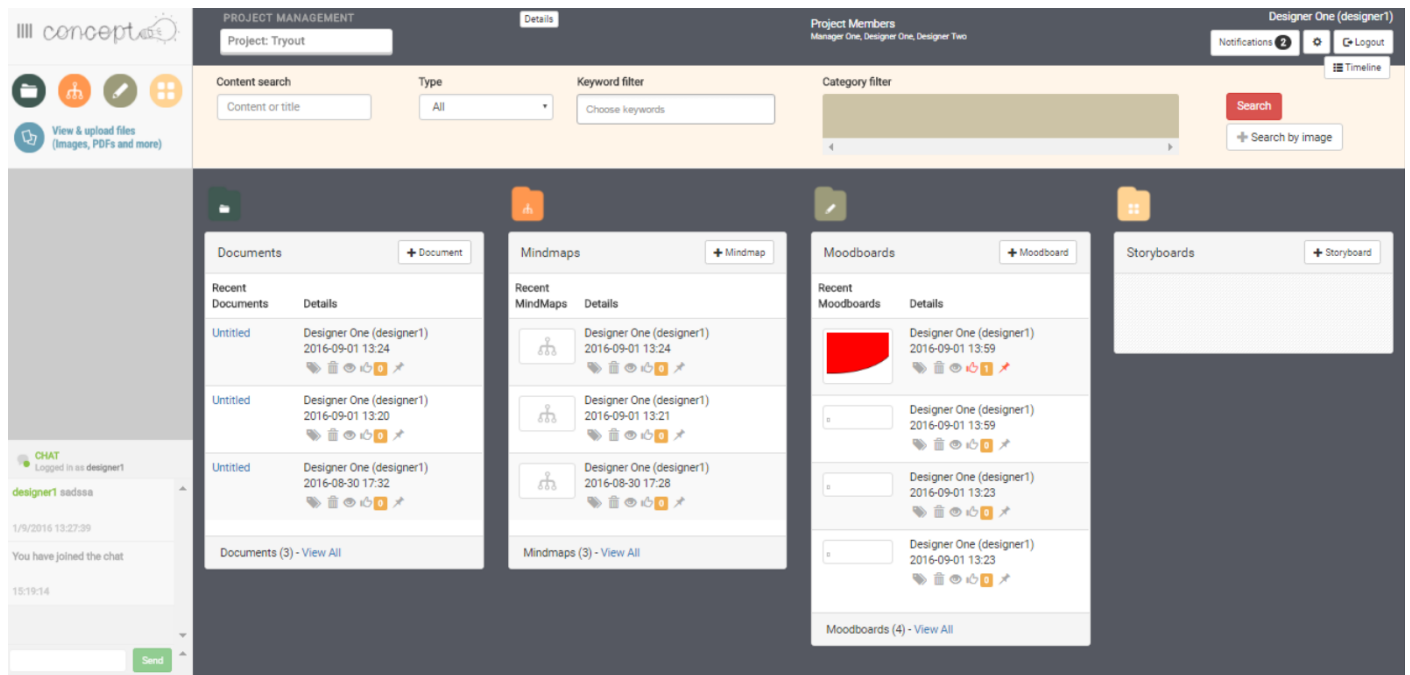 concept
PROJECT MANAGEMENT
Project: Tryout
Details
Project Members
Manager One, Designer One, Designer Two
Designer One (designer1)
Notifications 2
Logout
Timeline
View & upload files
(Images, PDFs and more)
Content search
Content or title
Type
All
Keyword filter
Choose keywords
Category filter
Search
Search by image
Documents
+ Document
Recent
Documents
Details
Untitled
Designer One (designer1)
2016-09-01 13:24
0
Untitled
Designer One (designer1)
2016-09-01 13:20
0
Untitled
Designer One (designer1)
2016-08-30 17:32
0
Documents (3) - View All
Mindmaps
+ Mindmap
Recent
MindMaps
Details
Designer One (designer1)
2016-09-01 13:24
0
Designer One (designer1)
2016-09-01 13:21
0
Designer One (designer1)
2016-08-30 17:28
0
Mindmaps (3) - View All
Moodboards
+ Moodboard
Recent
Moodboards
Details
Designer One (designer1)
2016-09-01 13:59
1
Designer One (designer1)
2016-09-01 13:59
0
Designer One (designer1)
2016-09-01 13:23
0
Designer One (designer1)
2016-09-01 13:23
0
Moodboards (4) - View All
Storyboards
+ Storyboard
CHAT
Logged in as designer1
designer1 sadssa
1/9/2016 13:27:39
You have joined the chat
15:19:14
Send